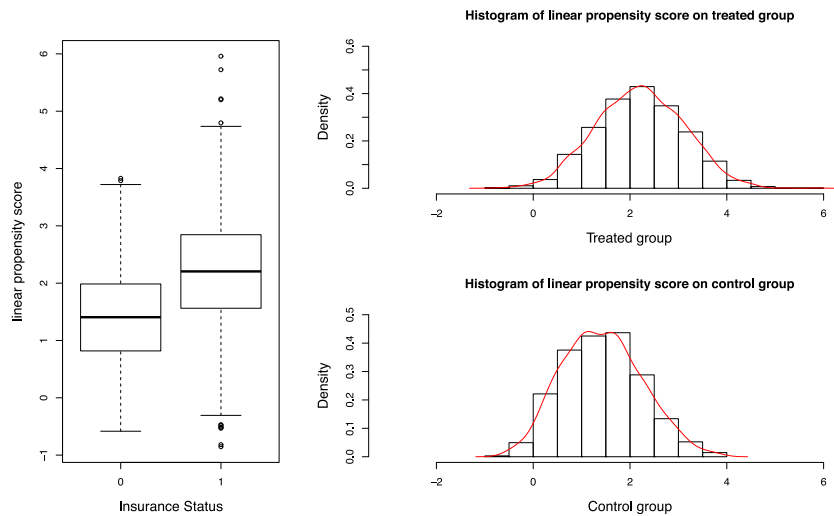 linear propensity score
6
5
4
3
2
1
0
−1
0 1
Insurance Status
Histogram of linear propensity score on treated group
Density
0.6
0.4
0.2
0.0
−2 0 2 4 6
Treated group
Histogram of linear propensity score on control group
Density
0.5
0.4
0.3
0.2
0.1
0.0
−2 0 2 4 6
Control group